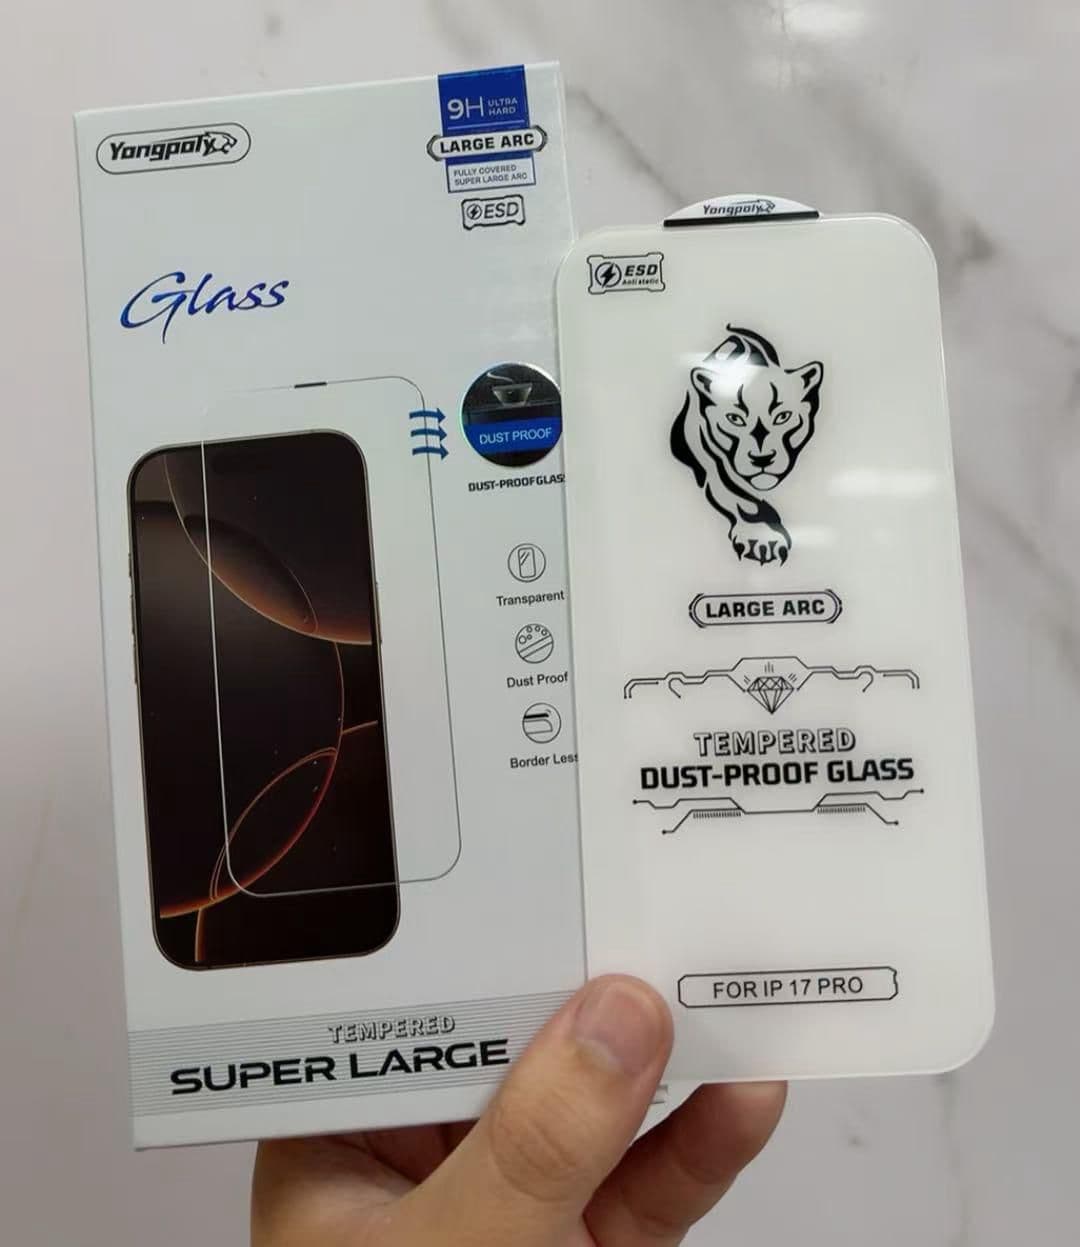 Yongpoly
9H ULTRA HARD
LARGE ARC
FULLY COVERED
SUPER LARGE ARC
ESD
Glass
DUST PROOF
DUST-PROOF GLAS
Transparent
Dust Proof
Border Less
TEMPERED
SUPER LARGE
Yongpoly
ESD
Anti static
LARGE ARC
TEMPERED
DUST-PROOF GLASS
FOR IP 17 PRO